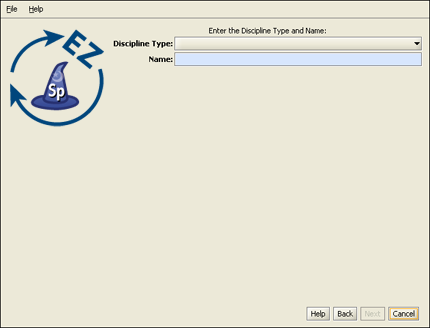 File Help
EZ
Sp
Enter the Discipline Type and Name:
Discipline Type:
Name:
Help Back Next Cancel